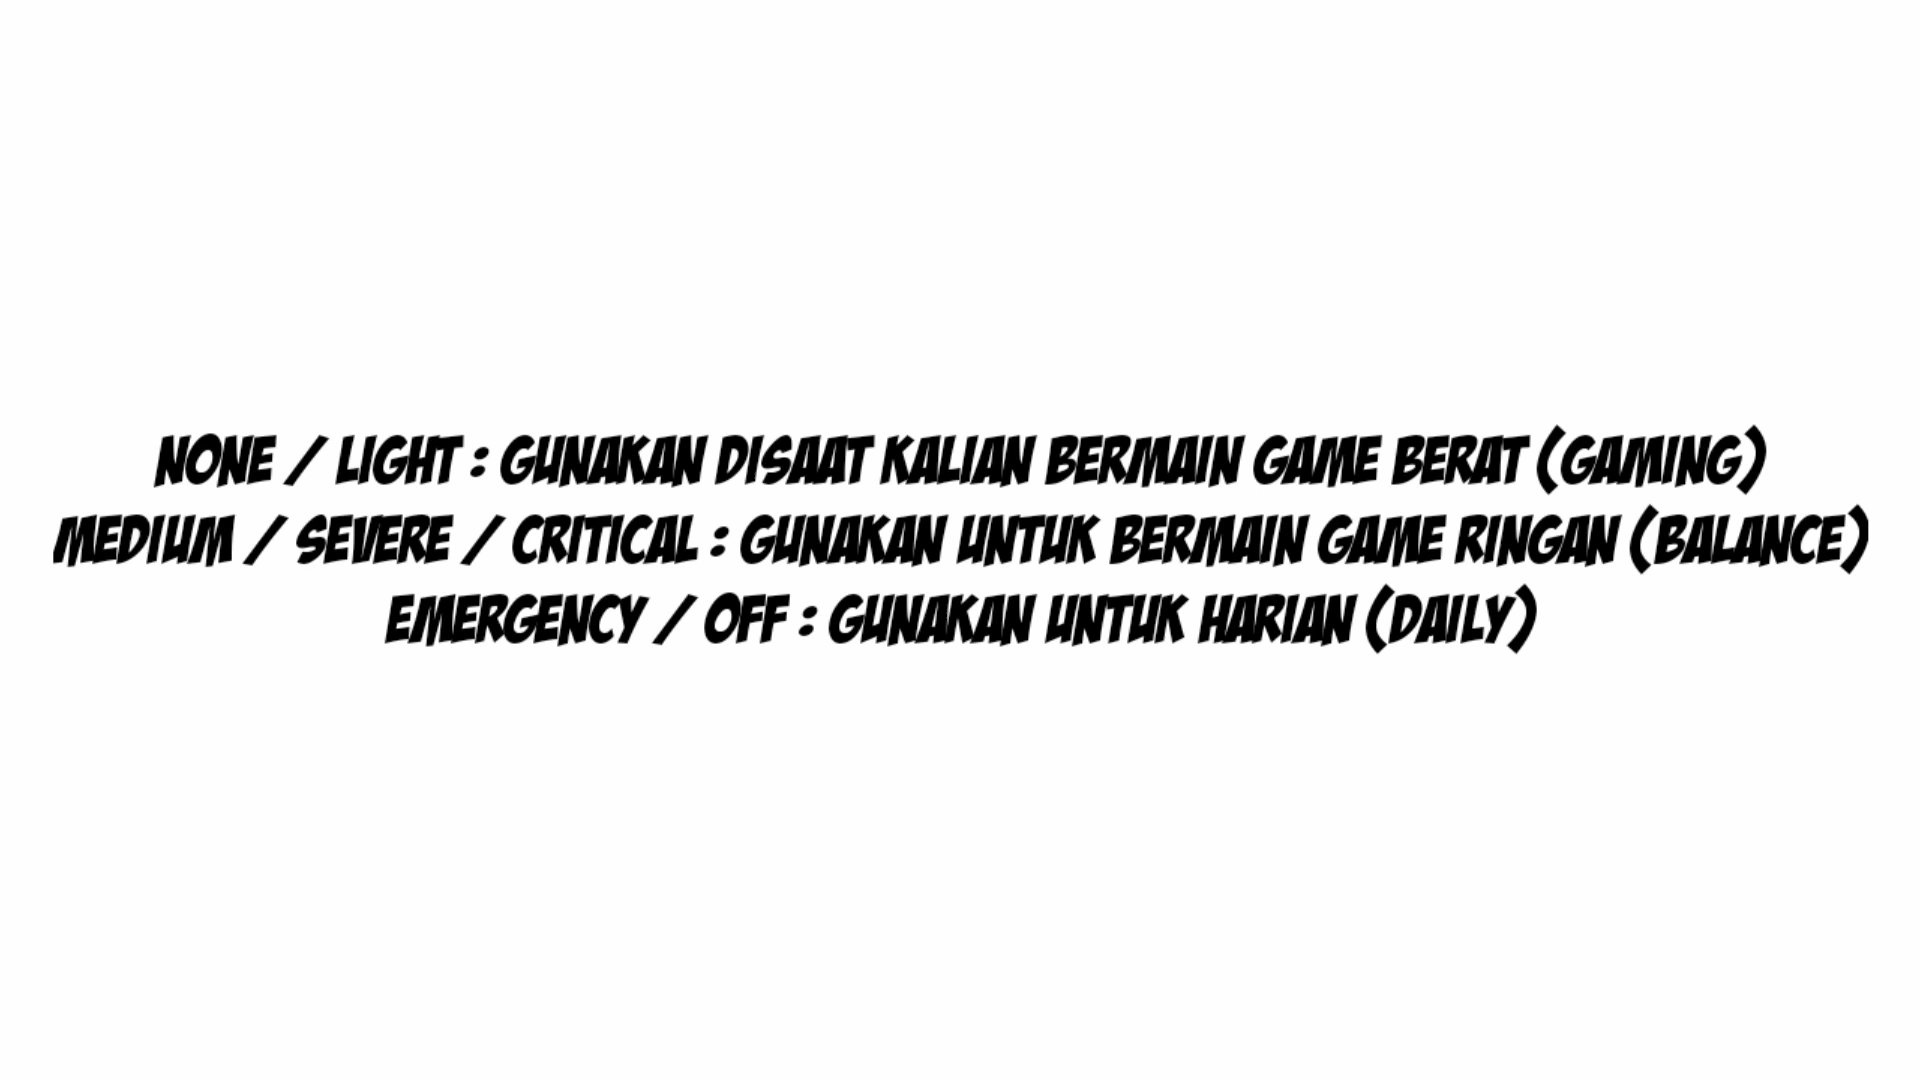 NONE / LIGHT : GUNAKAN DISAAT KALIAN BERMAIN GAME BERAT (GAMING)
MEDIUM / SEVERE / CRITICAL : GUNAKAN UNTUK BERMAIN GAME RINGAN (BALANCE)
EMERGENCY / OFF : GUNAKAN UNTUK HARIAN (DAILY)